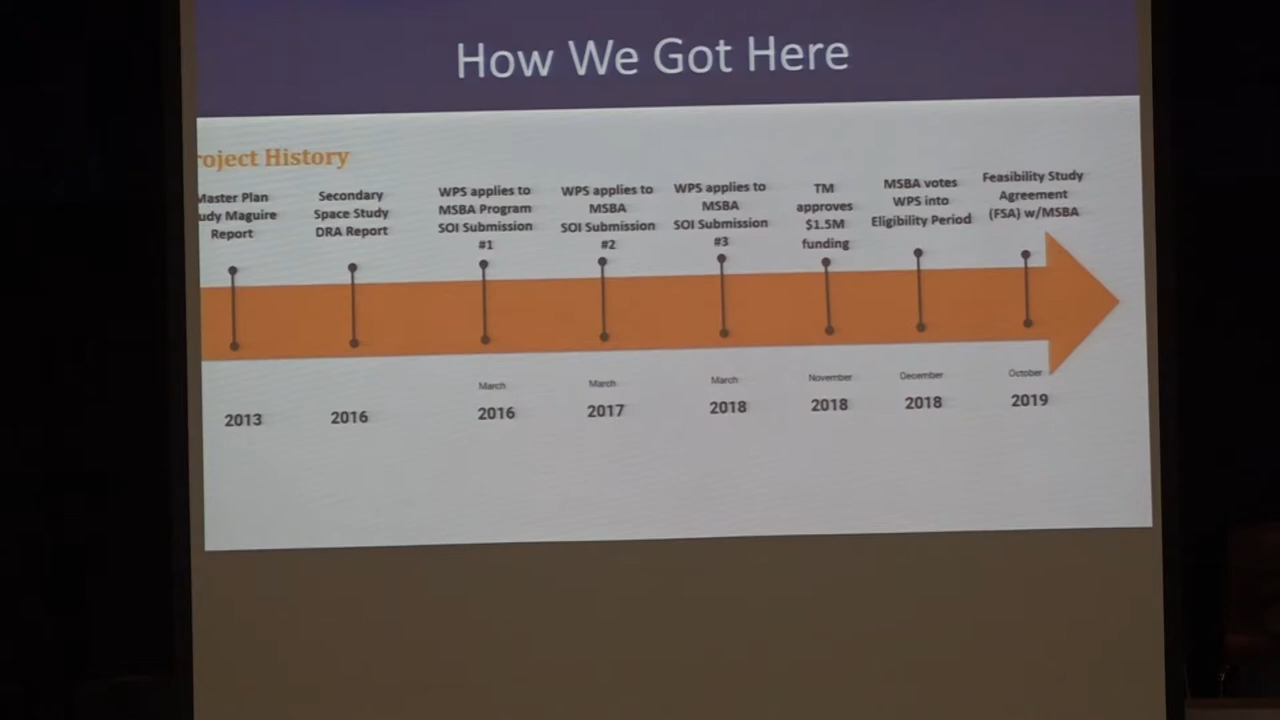 How We Got Here
roject History
Master Plan
udy Maguire
Report
Secondary
Space Study
DRA Report
WPS applies to
MSBA Program
SOI Submission
#1
WPS applies to
MSBA
SOI Submission
#2
WPS applies to
MSBA
SOI Submission
#3
TM
approves
$1.5M
funding
MSBA votes
WPS into
Eligibility Period
Feasibility Study
Agreement
(FSA) w/MSBA
2013
2016
March
2016
March
2017
March
2018
November
2018
December
2018
October
2019